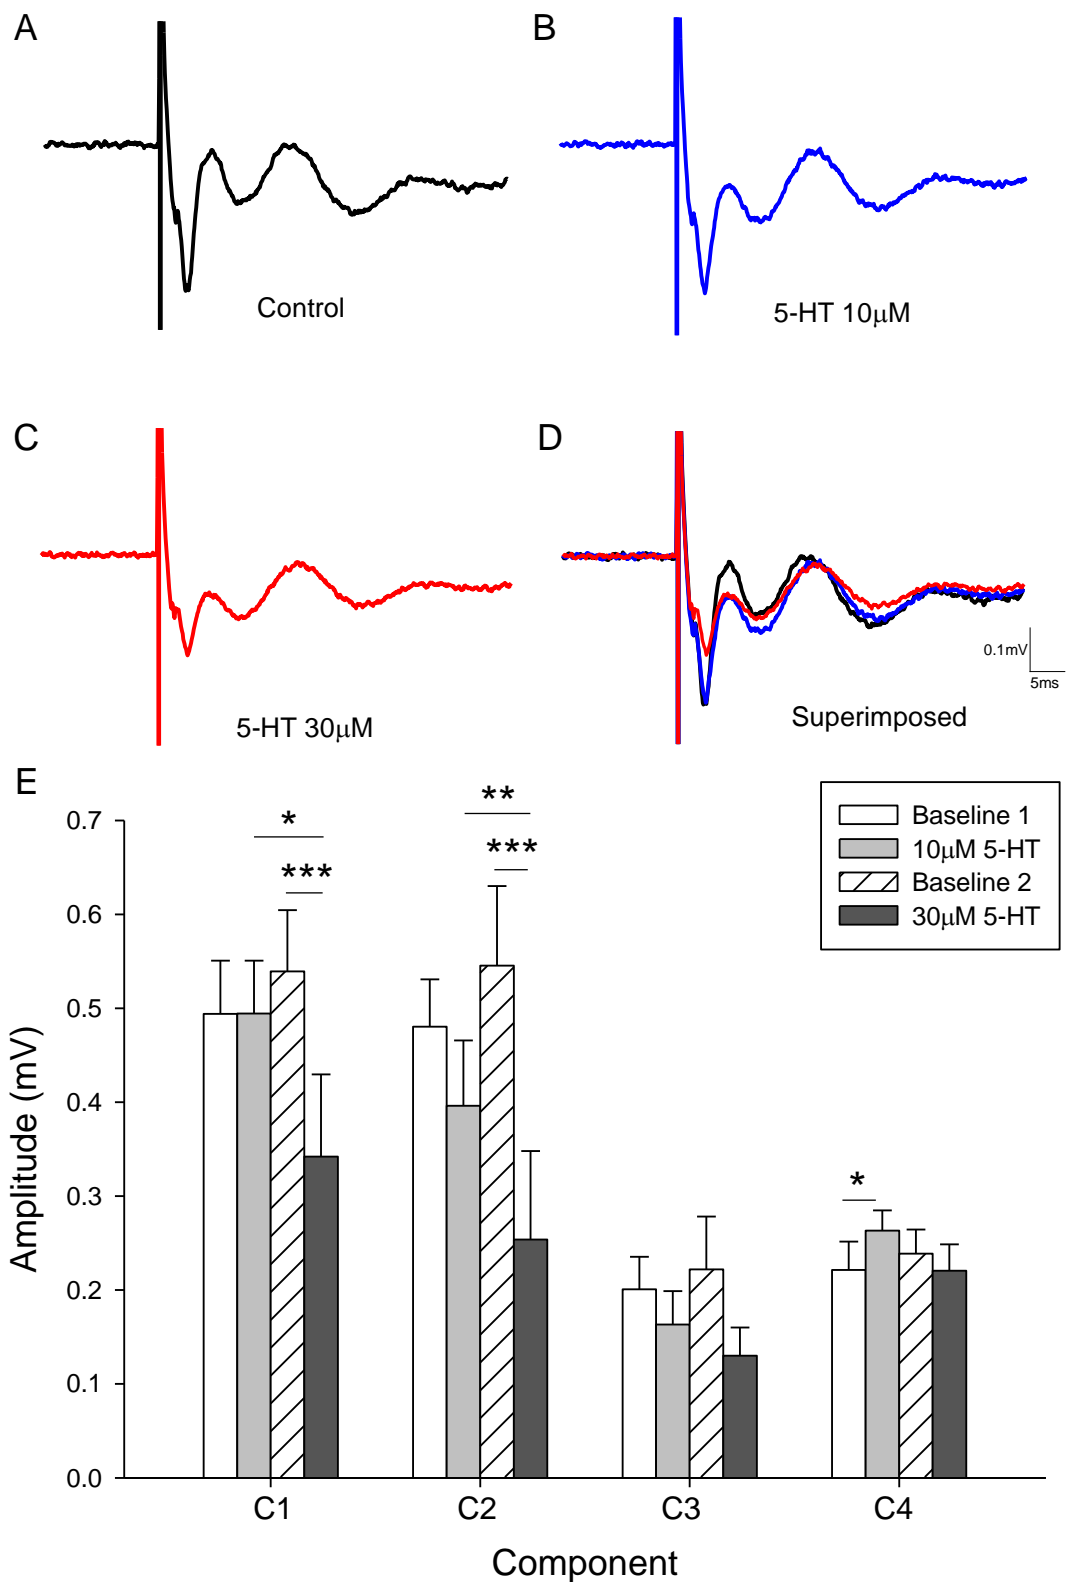 A
B
Control
5-HT 10μM
C
D
0.1mV
5ms
5-HT 30μM
Superimposed
E
Baseline 1
10μM 5-HT
Baseline 2
30μM 5-HT
*
***
**
***
*
0.7
0.6
0.5
0.4
0.3
0.2
0.1
0.0
Amplitude (mV)
C1
C2
C3
C4
Component